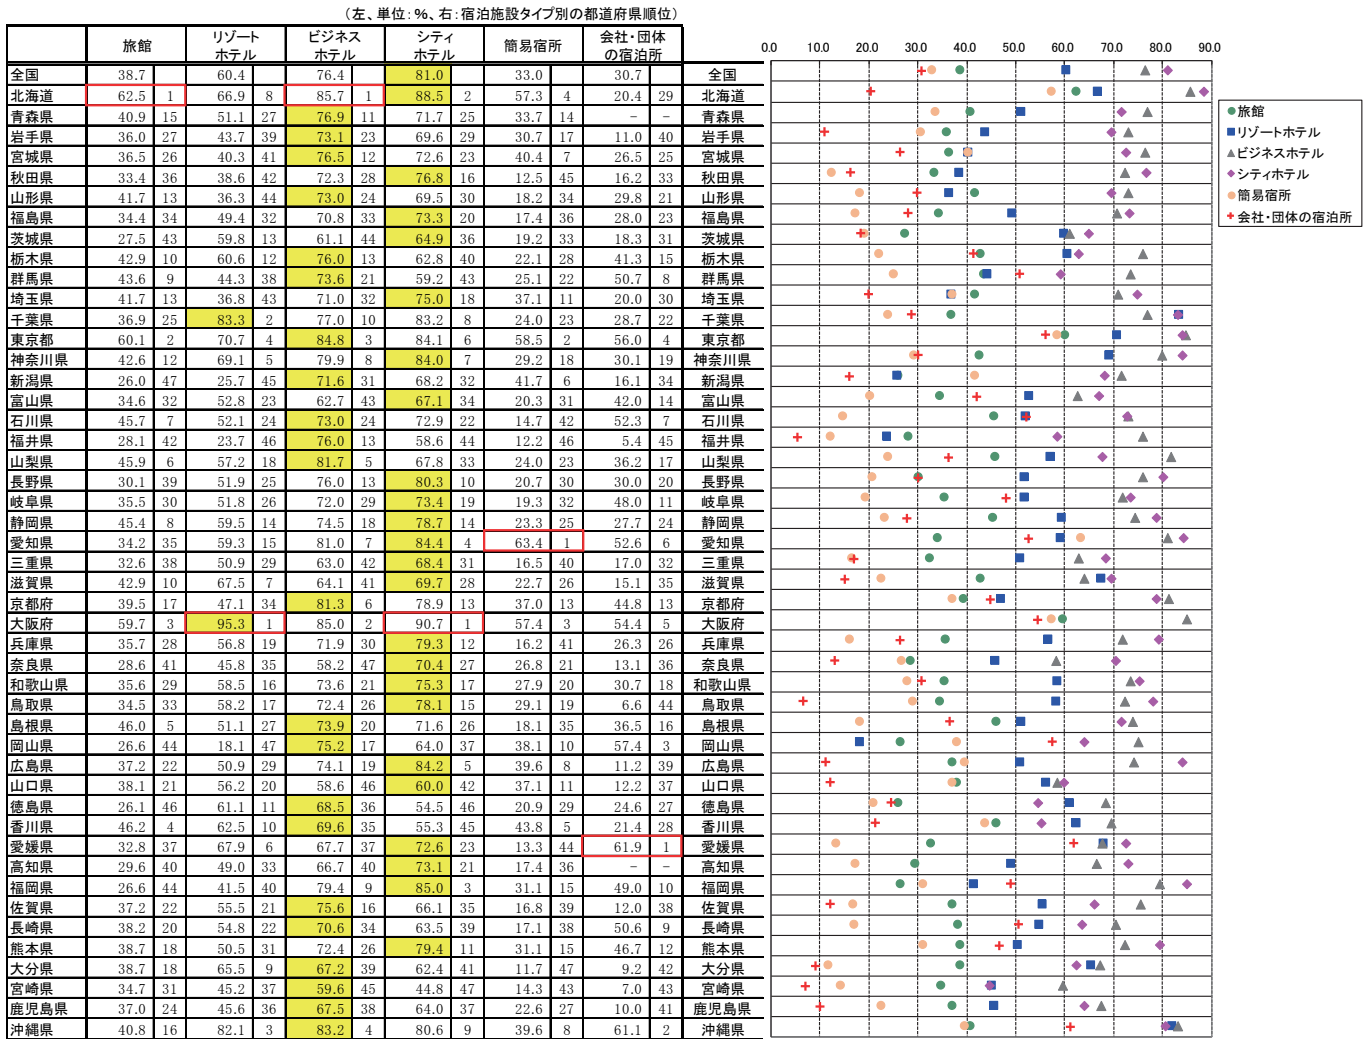 （左、単位：%、右：宿泊施設タイプ別の都道府県順位）
旅館 リゾートホテル ビジネスホテル シティホテル 簡易宿所 会社・団体の宿泊所
0.0 10.0 20.0 30.0 40.0 50.0 60.0 70.0 80.0 90.0
全国 38.7 60.4 76.4 81.0 33.0 30.7 全国
北海道 62.5 1 66.9 8 85.7 1 88.5 2 57.3 4 20.4 29 北海道
青森県 40.9 15 51.1 27 76.9 11 71.7 25 33.7 14 － － 青森県
岩手県 36.0 27 43.7 39 73.1 23 69.6 29 30.7 17 11.0 40 岩手県
宮城県 36.5 26 40.3 41 76.5 12 72.6 23 40.4 7 26.5 25 宮城県
秋田県 33.4 36 38.6 42 72.3 28 76.8 16 12.5 45 16.2 33 秋田県
山形県 41.7 13 36.3 44 73.0 24 69.5 30 18.2 34 29.8 21 山形県
福島県 34.4 34 49.4 32 70.8 33 73.3 20 17.4 36 28.0 23 福島県
茨城県 27.5 43 59.8 13 61.1 44 64.9 36 19.2 33 18.3 31 茨城県
栃木県 42.9 10 60.6 12 76.0 13 62.8 40 22.1 28 41.3 15 栃木県
群馬県 43.6 9 44.3 38 73.6 21 59.2 43 25.1 22 50.7 8 群馬県
埼玉県 41.7 13 36.8 43 71.0 32 75.0 18 37.1 11 20.0 30 埼玉県
千葉県 36.9 25 83.3 2 77.0 10 83.2 8 24.0 23 28.7 22 千葉県
東京都 60.1 2 70.7 4 84.8 3 84.1 6 58.5 2 56.0 4 東京都
神奈川県 42.6 12 69.1 5 79.9 8 84.0 7 29.2 18 30.1 19 神奈川県
新潟県 26.0 47 25.7 45 71.6 31 68.2 32 41.7 6 16.1 34 新潟県
富山県 34.6 32 52.8 23 62.7 43 67.1 34 20.3 31 42.0 14 富山県
石川県 45.7 7 52.1 24 73.0 24 72.9 22 14.7 42 52.3 7 石川県
福井県 28.1 42 23.7 46 76.0 13 58.6 44 12.2 46 5.4 45 福井県
山梨県 45.9 6 57.2 18 81.7 5 67.8 33 24.0 23 36.2 17 山梨県
長野県 30.1 39 51.9 25 76.0 13 80.3 10 20.7 30 30.0 20 長野県
岐阜県 35.5 30 51.8 26 72.0 29 73.4 19 19.3 32 48.0 11 岐阜県
静岡県 45.4 8 59.5 14 74.5 18 78.7 14 23.3 25 27.7 24 静岡県
愛知県 34.2 35 59.3 15 81.0 7 84.4 4 63.4 1 52.6 6 愛知県
三重県 32.6 38 50.9 29 63.0 42 68.4 31 16.5 40 17.0 32 三重県
滋賀県 42.9 10 67.5 7 64.1 41 69.7 28 22.7 26 15.1 35 滋賀県
京都府 39.5 17 47.1 34 81.3 6 78.9 13 37.0 13 44.8 13 京都府
大阪府 59.7 3 95.3 1 85.0 2 90.7 1 57.4 3 54.4 5 大阪府
兵庫県 35.7 28 56.8 19 71.9 30 79.3 12 16.2 41 26.3 26 兵庫県
奈良県 28.6 41 45.8 35 58.2 47 70.4 27 26.8 21 13.1 36 奈良県
和歌山県 35.6 29 58.5 16 73.6 21 75.3 17 27.9 20 30.7 18 和歌山県
鳥取県 34.5 33 58.2 17 72.4 26 78.1 15 29.1 19 6.6 44 鳥取県
島根県 46.0 5 51.1 27 73.9 20 71.6 26 18.1 35 36.5 16 島根県
岡山県 26.6 44 18.1 47 75.2 17 64.0 37 38.1 10 57.4 3 岡山県
広島県 37.2 22 50.9 29 74.1 19 84.2 5 39.6 8 11.2 39 広島県
山口県 38.1 21 56.2 20 58.6 46 60.0 42 37.1 11 12.2 37 山口県
徳島県 26.1 46 61.1 11 68.5 36 54.5 46 20.9 29 24.6 27 徳島県
香川県 46.2 4 62.5 10 69.6 35 55.3 45 43.8 5 21.4 28 香川県
愛媛県 32.8 37 67.9 6 67.7 37 72.6 23 13.3 44 61.9 1 愛媛県
高知県 29.6 40 49.0 33 66.7 40 73.1 21 17.4 36 － － 高知県
福岡県 26.6 44 41.5 40 79.4 9 85.0 3 31.1 15 49.0 10 福岡県
佐賀県 37.2 22 55.5 21 75.6 16 66.1 35 16.8 39 12.0 38 佐賀県
長崎県 38.2 20 54.8 22 70.6 34 63.5 39 17.1 38 50.6 9 長崎県
熊本県 38.7 18 50.5 31 72.4 26 79.4 11 31.1 15 46.7 12 熊本県
大分県 38.7 18 65.5 9 67.2 39 62.4 41 11.7 47 9.2 42 大分県
宮崎県 34.7 31 45.2 37 59.6 45 44.8 47 14.3 43 7.0 43 宮崎県
鹿児島県 37.0 24 45.6 36 67.5 38 64.0 37 22.6 27 10.0 41 鹿児島県
沖縄県 40.8 16 82.1 3 83.2 4 80.6 9 39.6 8 61.1 2 沖縄県
旅館
リゾートホテル
ビジネスホテル
シティホテル
簡易宿所
会社・団体の宿泊所